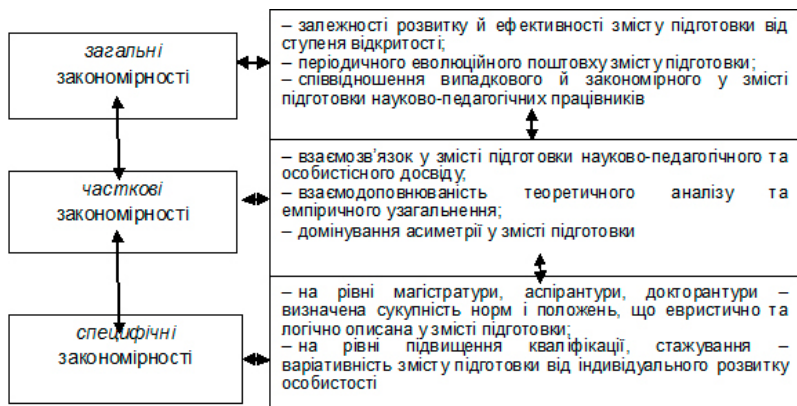 загальні
закономірності
– залежності розвитку й ефективності змісту підготовки від
ступеня відкритості;
– періодичного еволюційного поштовху змісту підготовки;
– співвідношення випадкового й закономірного у змісті
підготовки науково-педагогічних працівників
часткові
закономірності
– взаємозв’язок у змісті підготовки науково-педагогічного та
особистісного досвіду;
– взаємодоповнюваність теоретичного аналізу та
емпіричного узагальнення;
– домінування асиметрії у змісті підготовки
специфічні
закономірності
– на рівні магістратури, аспірантури, докторантури –
визначена сукупність норм і положень, що евристично та
логічно описана у змісті підготовки;
– на рівні підвищення кваліфікації, стажування –
варіативність змісту підготовки від індивідуального розвитку
особистості